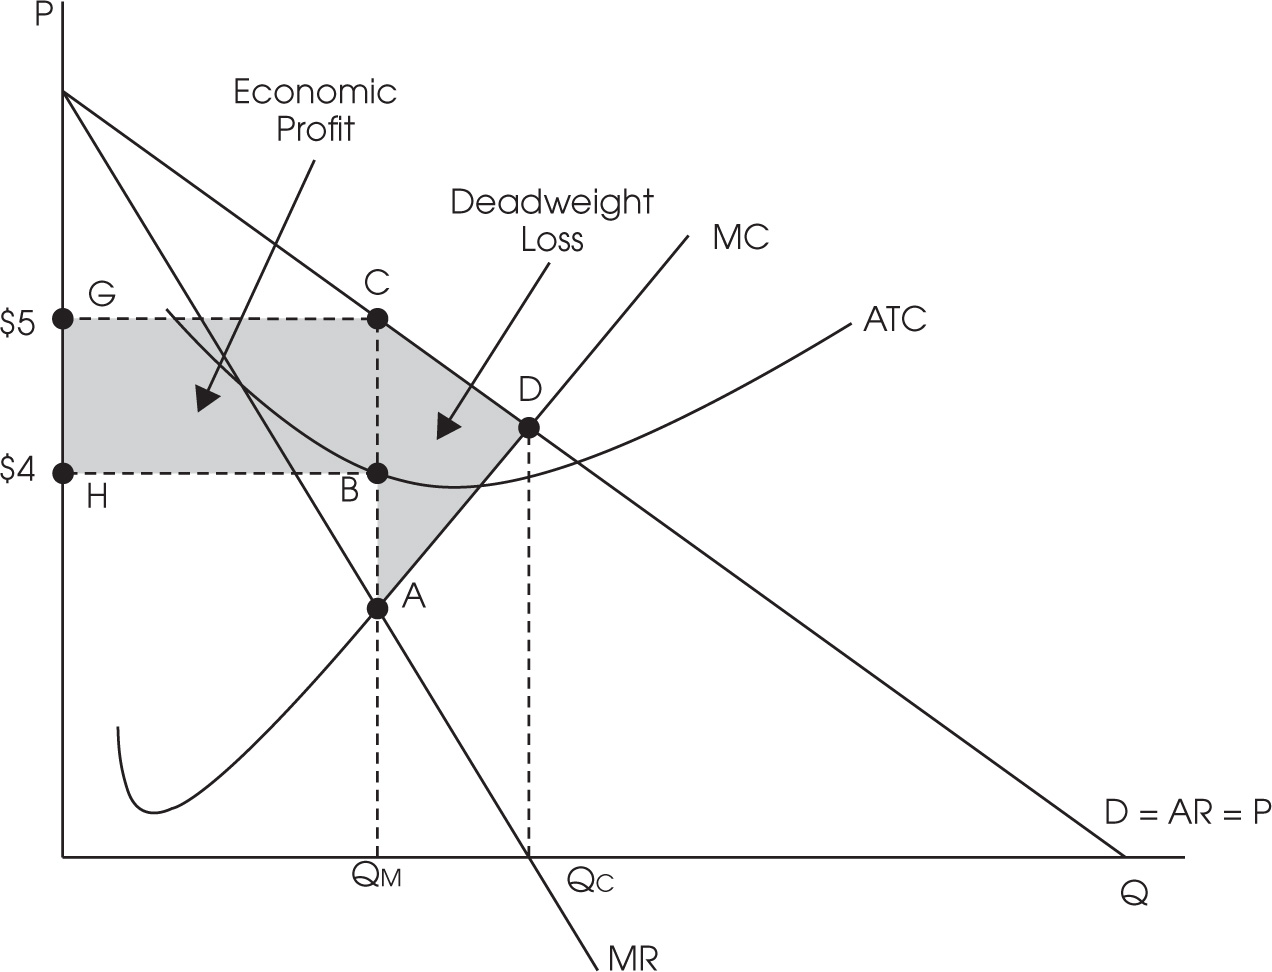 P
Economic
Profit
Deadweight
Loss
MC
G
C
$5
ATC
D
$4
B
H
A
D = AR = P
QM
QC
Q
MR